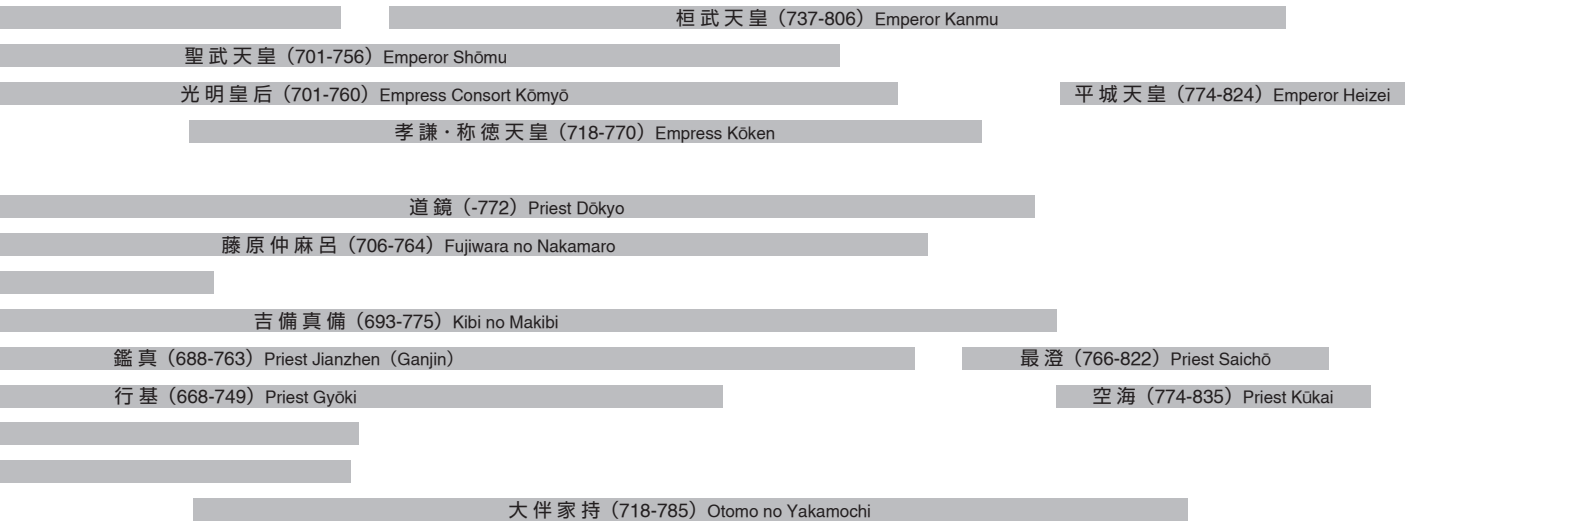 桓武天皇（737-806）Emperor Kanmu
聖武天皇（701-756）Emperor Shōmu
光明皇后（701-760）Empress Consort Kōmyō
平城天皇（774-824）Emperor Heizei
孝謙・称徳天皇（718-770）Empress Kōken
道鏡（-772）Priest Dōkyo
藤原仲麻呂（706-764）Fujiwara no Nakamaro
吉備真備（693-775）Kibi no Makibi
鑑真（688-763）Priest Jianzhen（Ganjin）
最澄（766-822）Priest Saichō
行基（668-749）Priest Gyōki
空海（774-835）Priest Kūkai
大伴家持（718-785）Otomo no Yakamochi